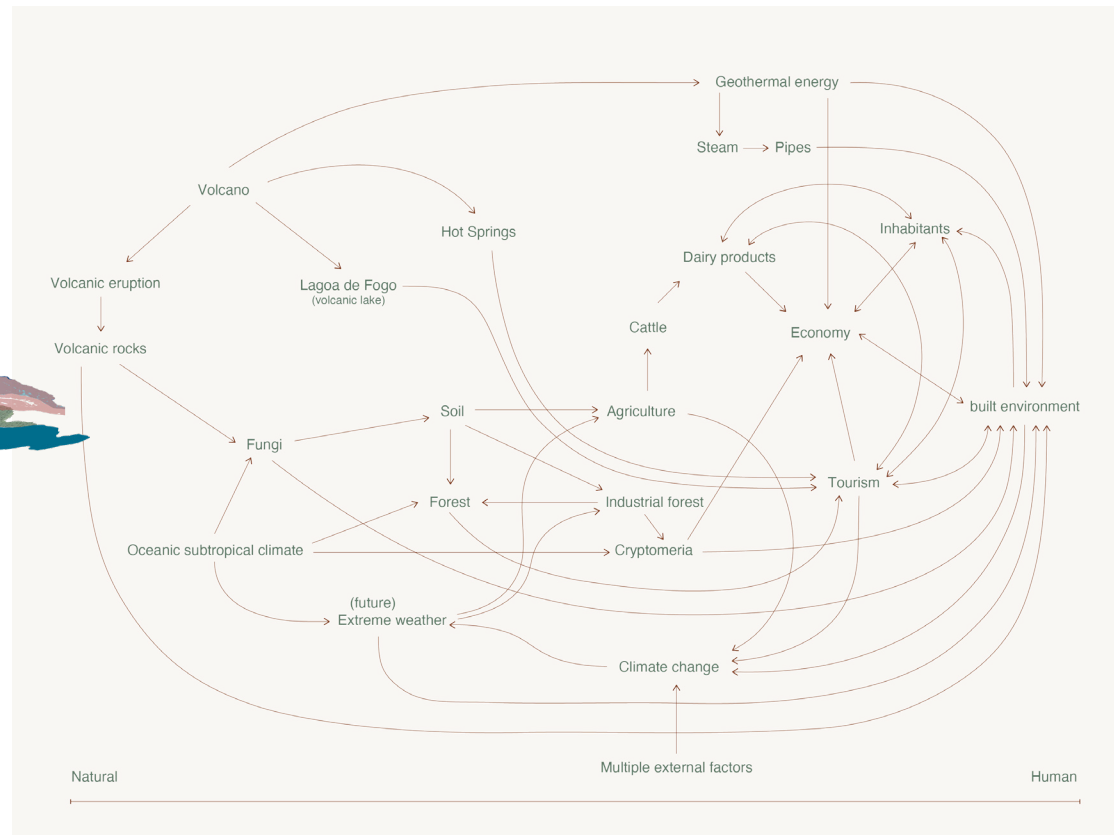 Geothermal energy
Steam
Pipes
Volcano
Hot Springs
Inhabitants
Dairy products
Volcanic eruption
Lagoa de Fogo
(volcanic lake)
Cattle
Economy
Volcanic rocks
built environment
Soil
Agriculture
Fungi
Tourism
Forest
Industrial forest
Oceanic subtropical climate
Cryptomeria
(future)
Extreme weather
Climate change
Multiple external factors
Natural
Human